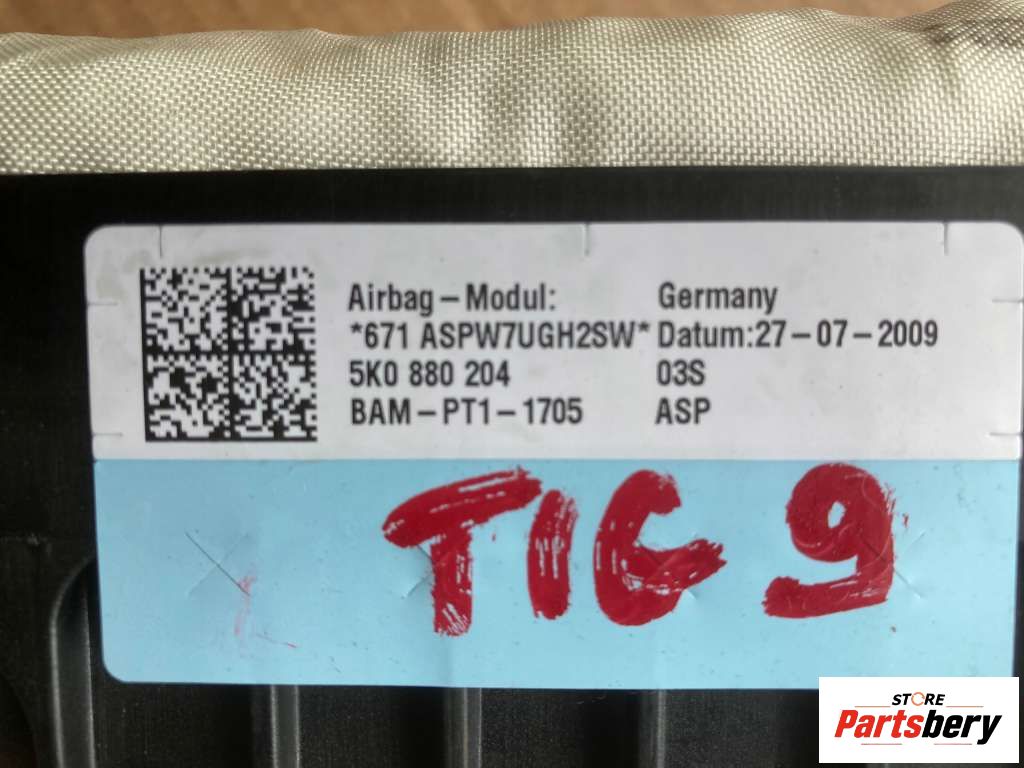 Airbag–Modul: Germany
*671 ASPW7UGH2SW* Datum:27–07–2009
5K0 880 204 03S
BAM–PT1–1705 ASP
TIC 9
STORE
Partsbery